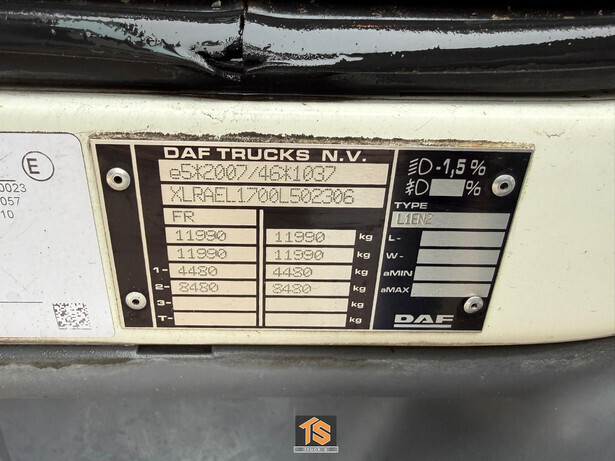 E
0023
057
10
DAF TRUCKS N.V.
e5*2007/46*1037
XLRAEL1700L502306
FR
11990 11990 kg
11990 11990 kg
1- 4480 4480 kg
2- 8480 8480 kg
3- kg
T- kg
-1,5%
%
TYPE
L1EN2
L-
W-
aMIN
aMAX
DAF
TS